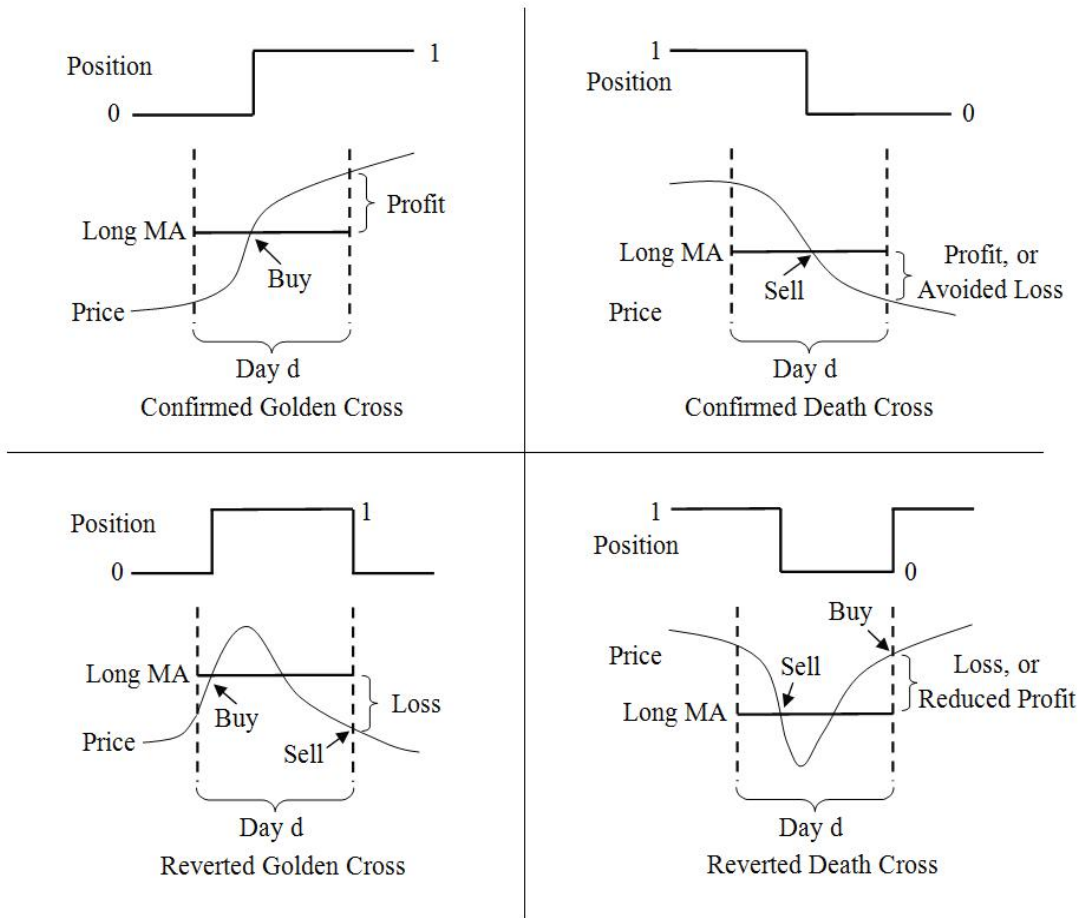 Position
1
0
Long MA
Profit
Buy
Price
Day d
Confirmed Golden Cross
1
Position
0
Long MA
Profit, or
Avoided Loss
Sell
Price
Day d
Confirmed Death Cross
Position
1
0
Long MA
Buy
Loss
Price
Sell
Day d
Reverted Golden Cross
1
Position
0
Buy
Price
Sell
Loss, or
Reduced Profit
Long MA
Day d
Reverted Death Cross